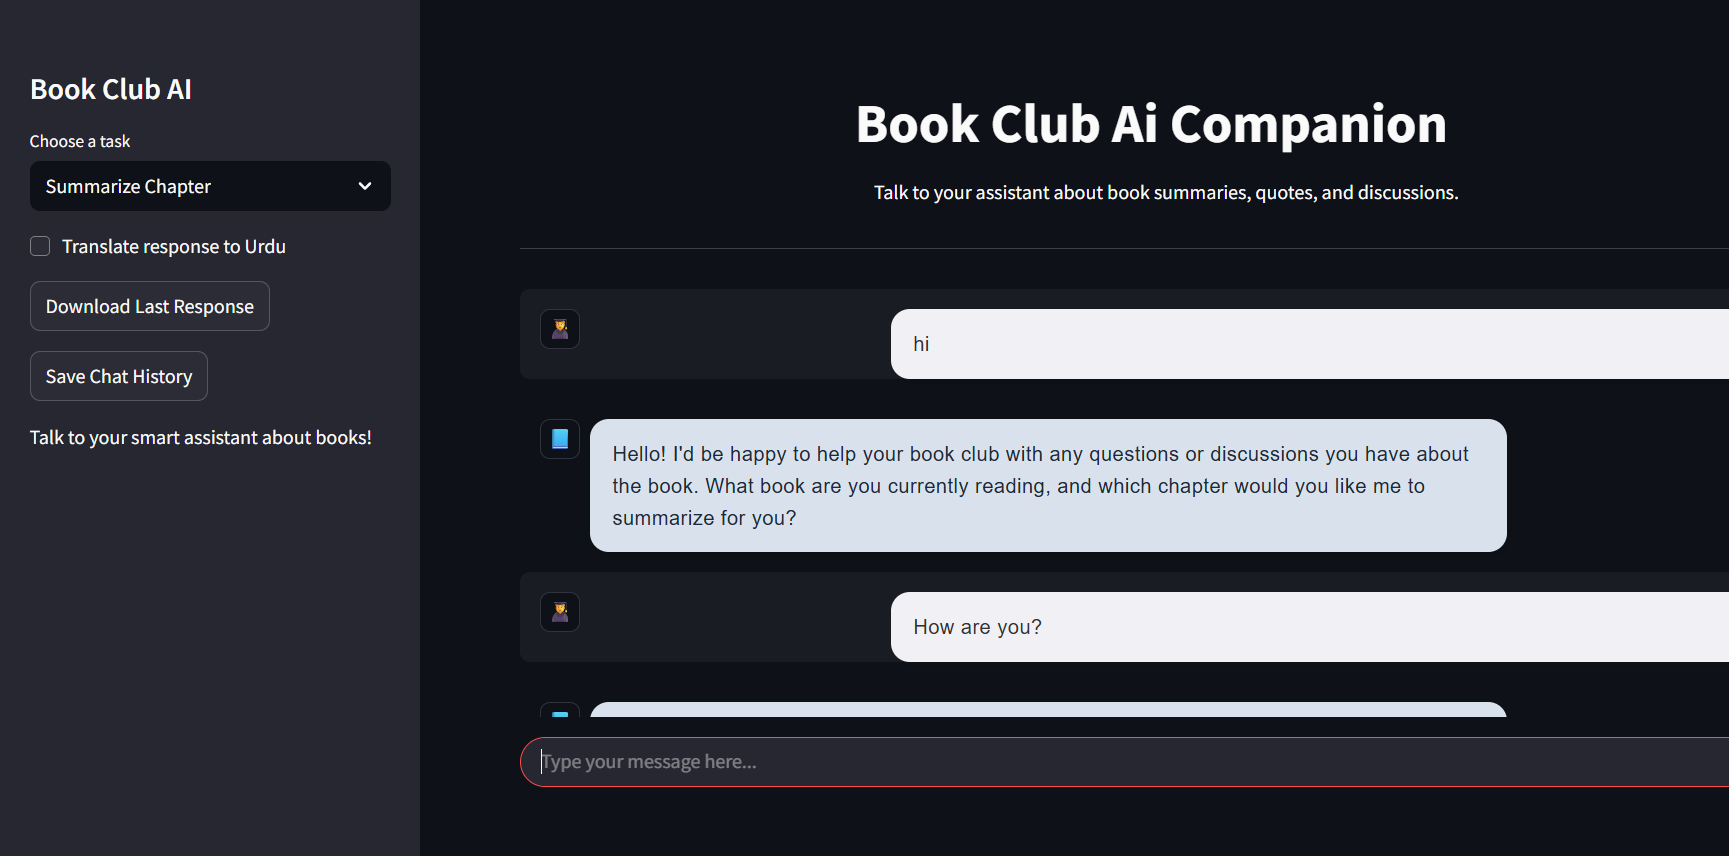 Book Club AI
Choose a task
Summarize Chapter
Translate response to Urdu
Download Last Response
Save Chat History
Talk to your smart assistant about books!
Book Club Ai Companion
Talk to your assistant about book summaries, quotes, and discussions.
hi
Hello! I'd be happy to help your book club with any questions or discussions you have about
the book. What book are you currently reading, and which chapter would you like me to
summarize for you?
How are you?
Type your message here...